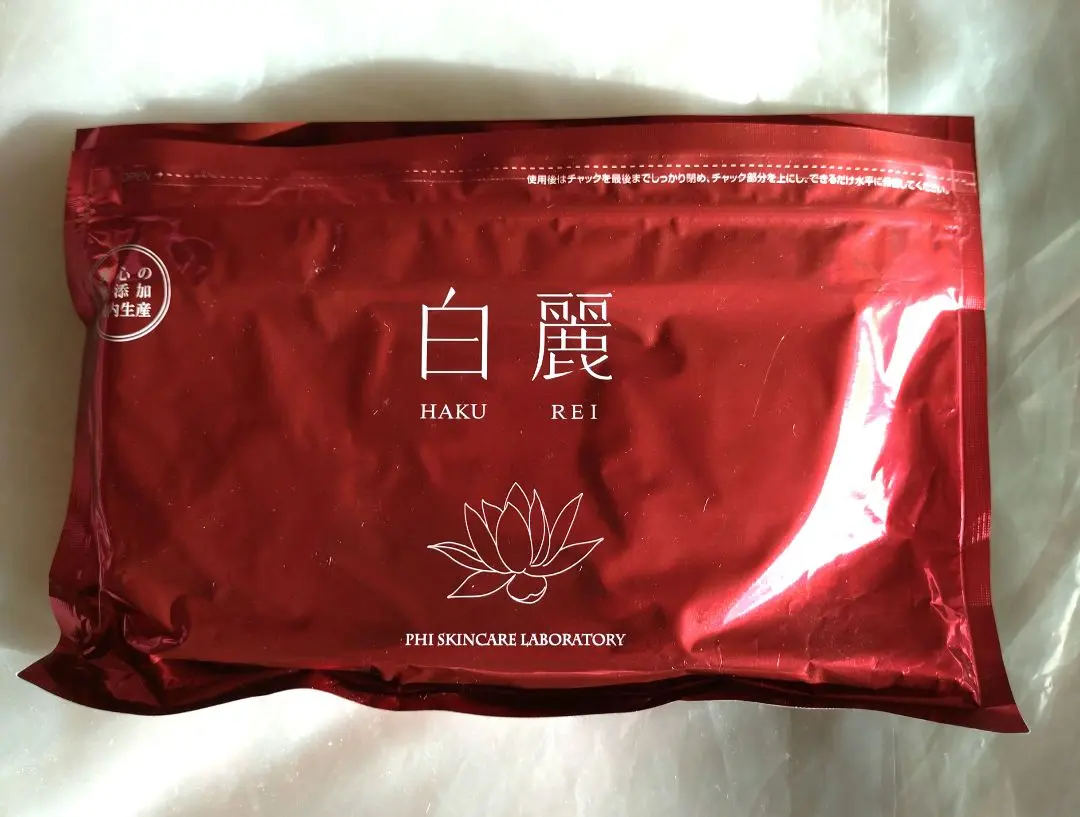 OPEN
使用後はチャックを最後までしっかり閉め、チャック部分を上にし、できるだけ水平に保管してください。
心の
添加
内生産
白麗
HAKU REI
PHI SKINCARE LABORATORY